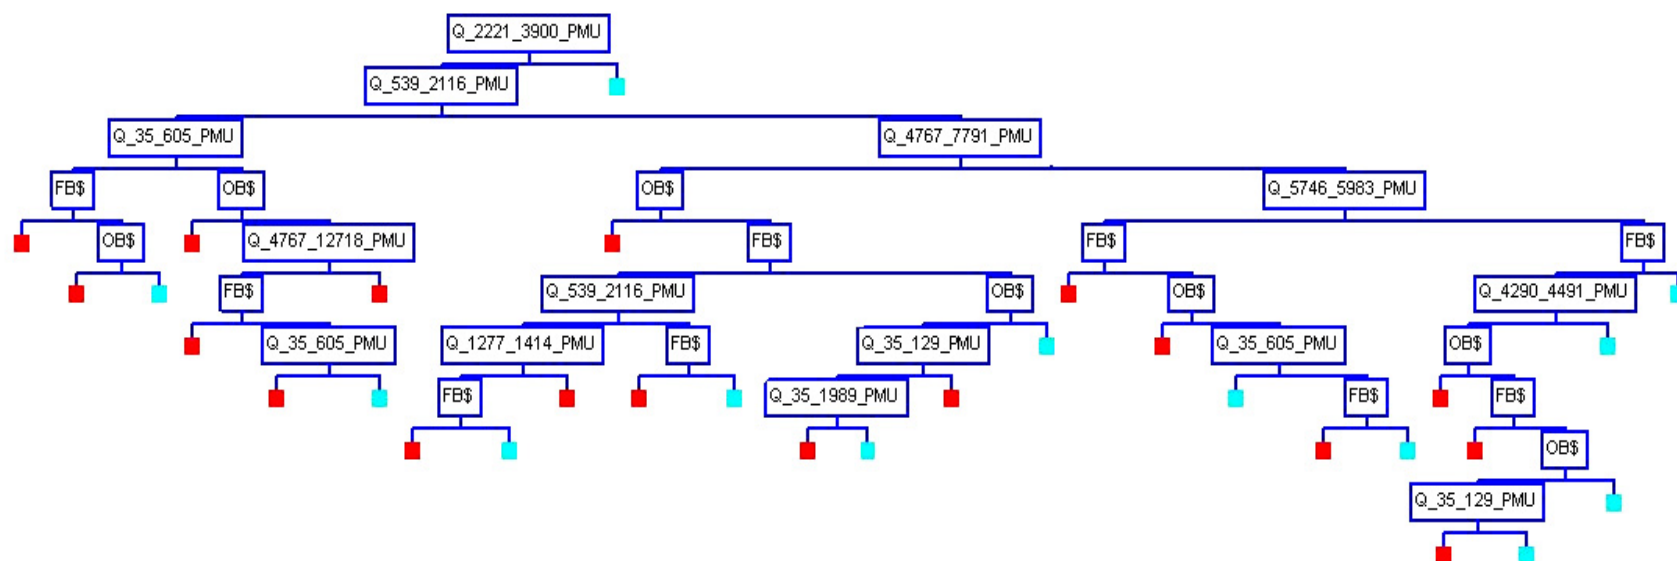 Q_2221_3900_PMU
Q_539_2116_PMU
Q_35_605_PMU
Q_4767_7791_PMU
FB$
OB$
OB$
Q_5746_5983_PMU
OB$
Q_4767_12718_PMU
FB$
FB$
FB$
FB$
Q_539_2116_PMU
OB$
OB$
Q_4290_4491_PMU
Q_35_605_PMU
Q_1277_1414_PMU
FB$
Q_35_129_PMU
Q_35_605_PMU
OB$
FB$
Q_35_1989_PMU
FB$
FB$
OB$
Q_35_129_PMU